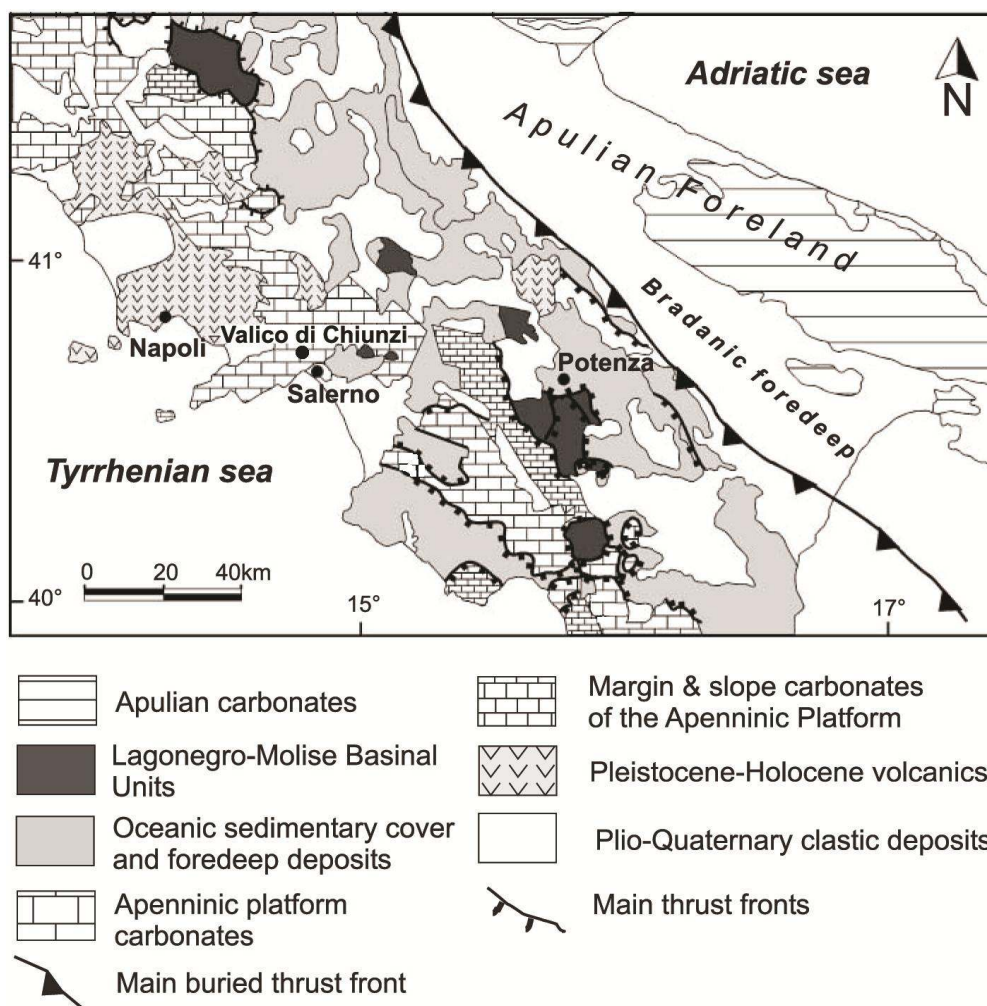 Adriatic sea
N
Apulian Foreland
41°
Bradanic foredeep
Napoli
Valico di Chiunzi
Salerno
Potenza
Tyrrhenian sea
0 20 40km
40°
15°
17°
Apulian carbonates
Lagonegro-Molise Basinal
Units
Oceanic sedimentary cover
and foredeep deposits
Apenninic platform
carbonates
Main buried thrust front
Margin & slope carbonates
of the Apenninic Platform
Pleistocene-Holocene volcanics
Plio-Quaternary clastic deposits
Main thrust fronts